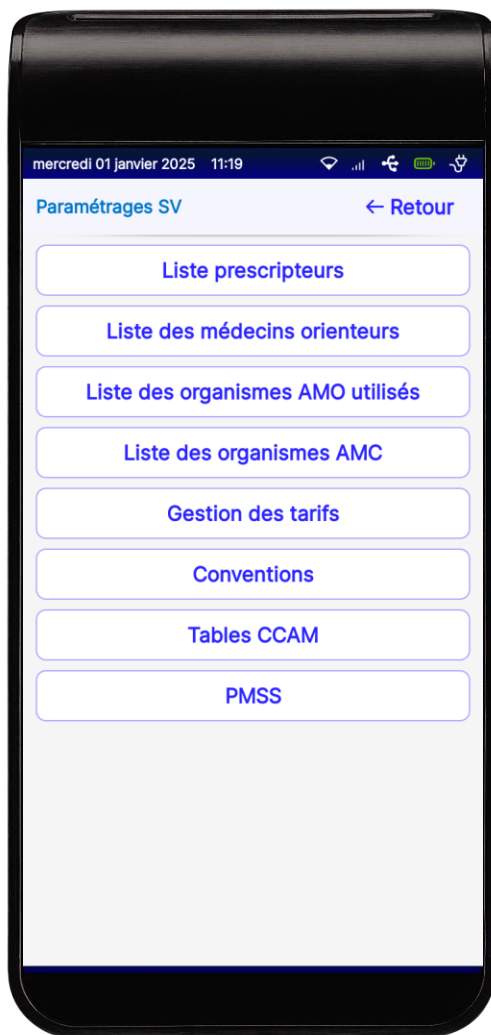 mercredi 01 janvier 2025 11:19
Paramétrages SV ← Retour
Liste prescripteurs
Liste des médecins orienteurs
Liste des organismes AMO utilisés
Liste des organismes AMC
Gestion des tarifs
Conventions
Tables CCAM
PMSS